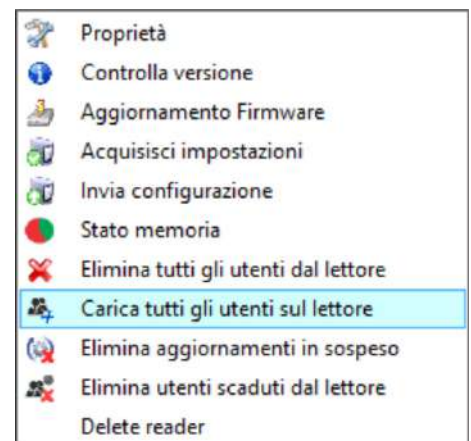 Proprietà
Controlla versione
Aggiornamento Firmware
Acquisisci impostazioni
Invia configurazione
Stato memoria
Elimina tutti gli utenti dal lettore
Carica tutti gli utenti sul lettore
Elimina aggiornamenti in sospeso
Elimina utenti scaduti dal lettore
Delete reader